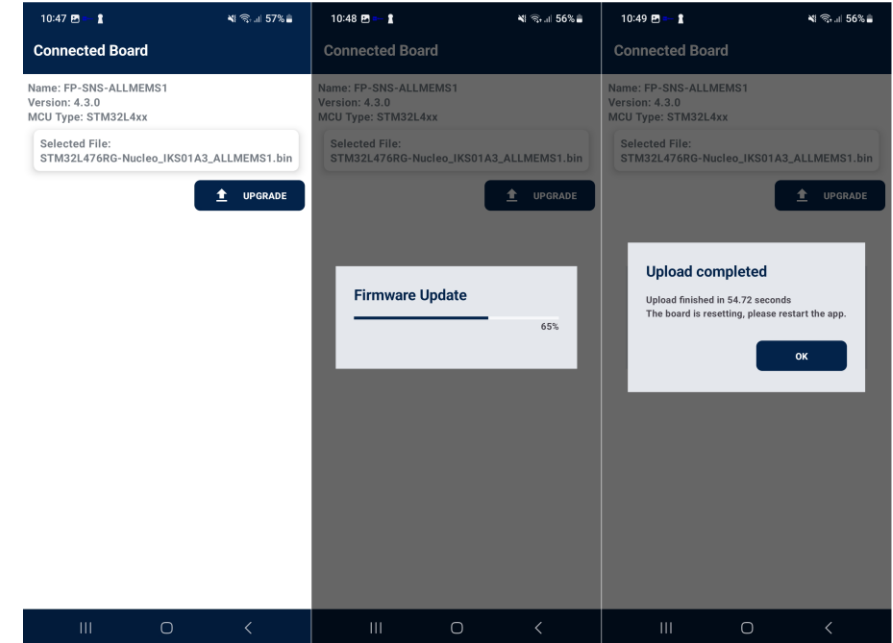 10:47
57%
Connected Board
Name: FP-SNS-ALLMEMS1
Version: 4.3.0
MCU Type: STM32L4xx
Selected File:
STM32L476RG-Nucleo_IKS01A3_ALLMEMS1.bin
UPGRADE
10:48
56%
Connected Board
Name: FP-SNS-ALLMEMS1
Version: 4.3.0
MCU Type: STM32L4xx
Selected File:
STM32L476RG-Nucleo_IKS01A3_ALLMEMS1.bin
UPGRADE
Firmware Update
65%
10:49
56%
Connected Board
Name: FP-SNS-ALLMEMS1
Version: 4.3.0
MCU Type: STM32L4xx
Selected File:
STM32L476RG-Nucleo_IKS01A3_ALLMEMS1.bin
UPGRADE
Upload completed
Upload finished in 54.72 seconds
The board is resetting, please restart the app.
OK